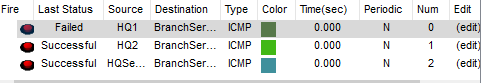 Fire Last Status Source Destination Type Color Time(sec) Periodic Num Edit
Failed HQ1 BranchSer... ICMP 0.000 N 0 (edit)
Successful HQ2 BranchSer... ICMP 0.000 N 1 (edit)
Successful HQSe... BranchSer... ICMP 0.000 N 2 (edit)